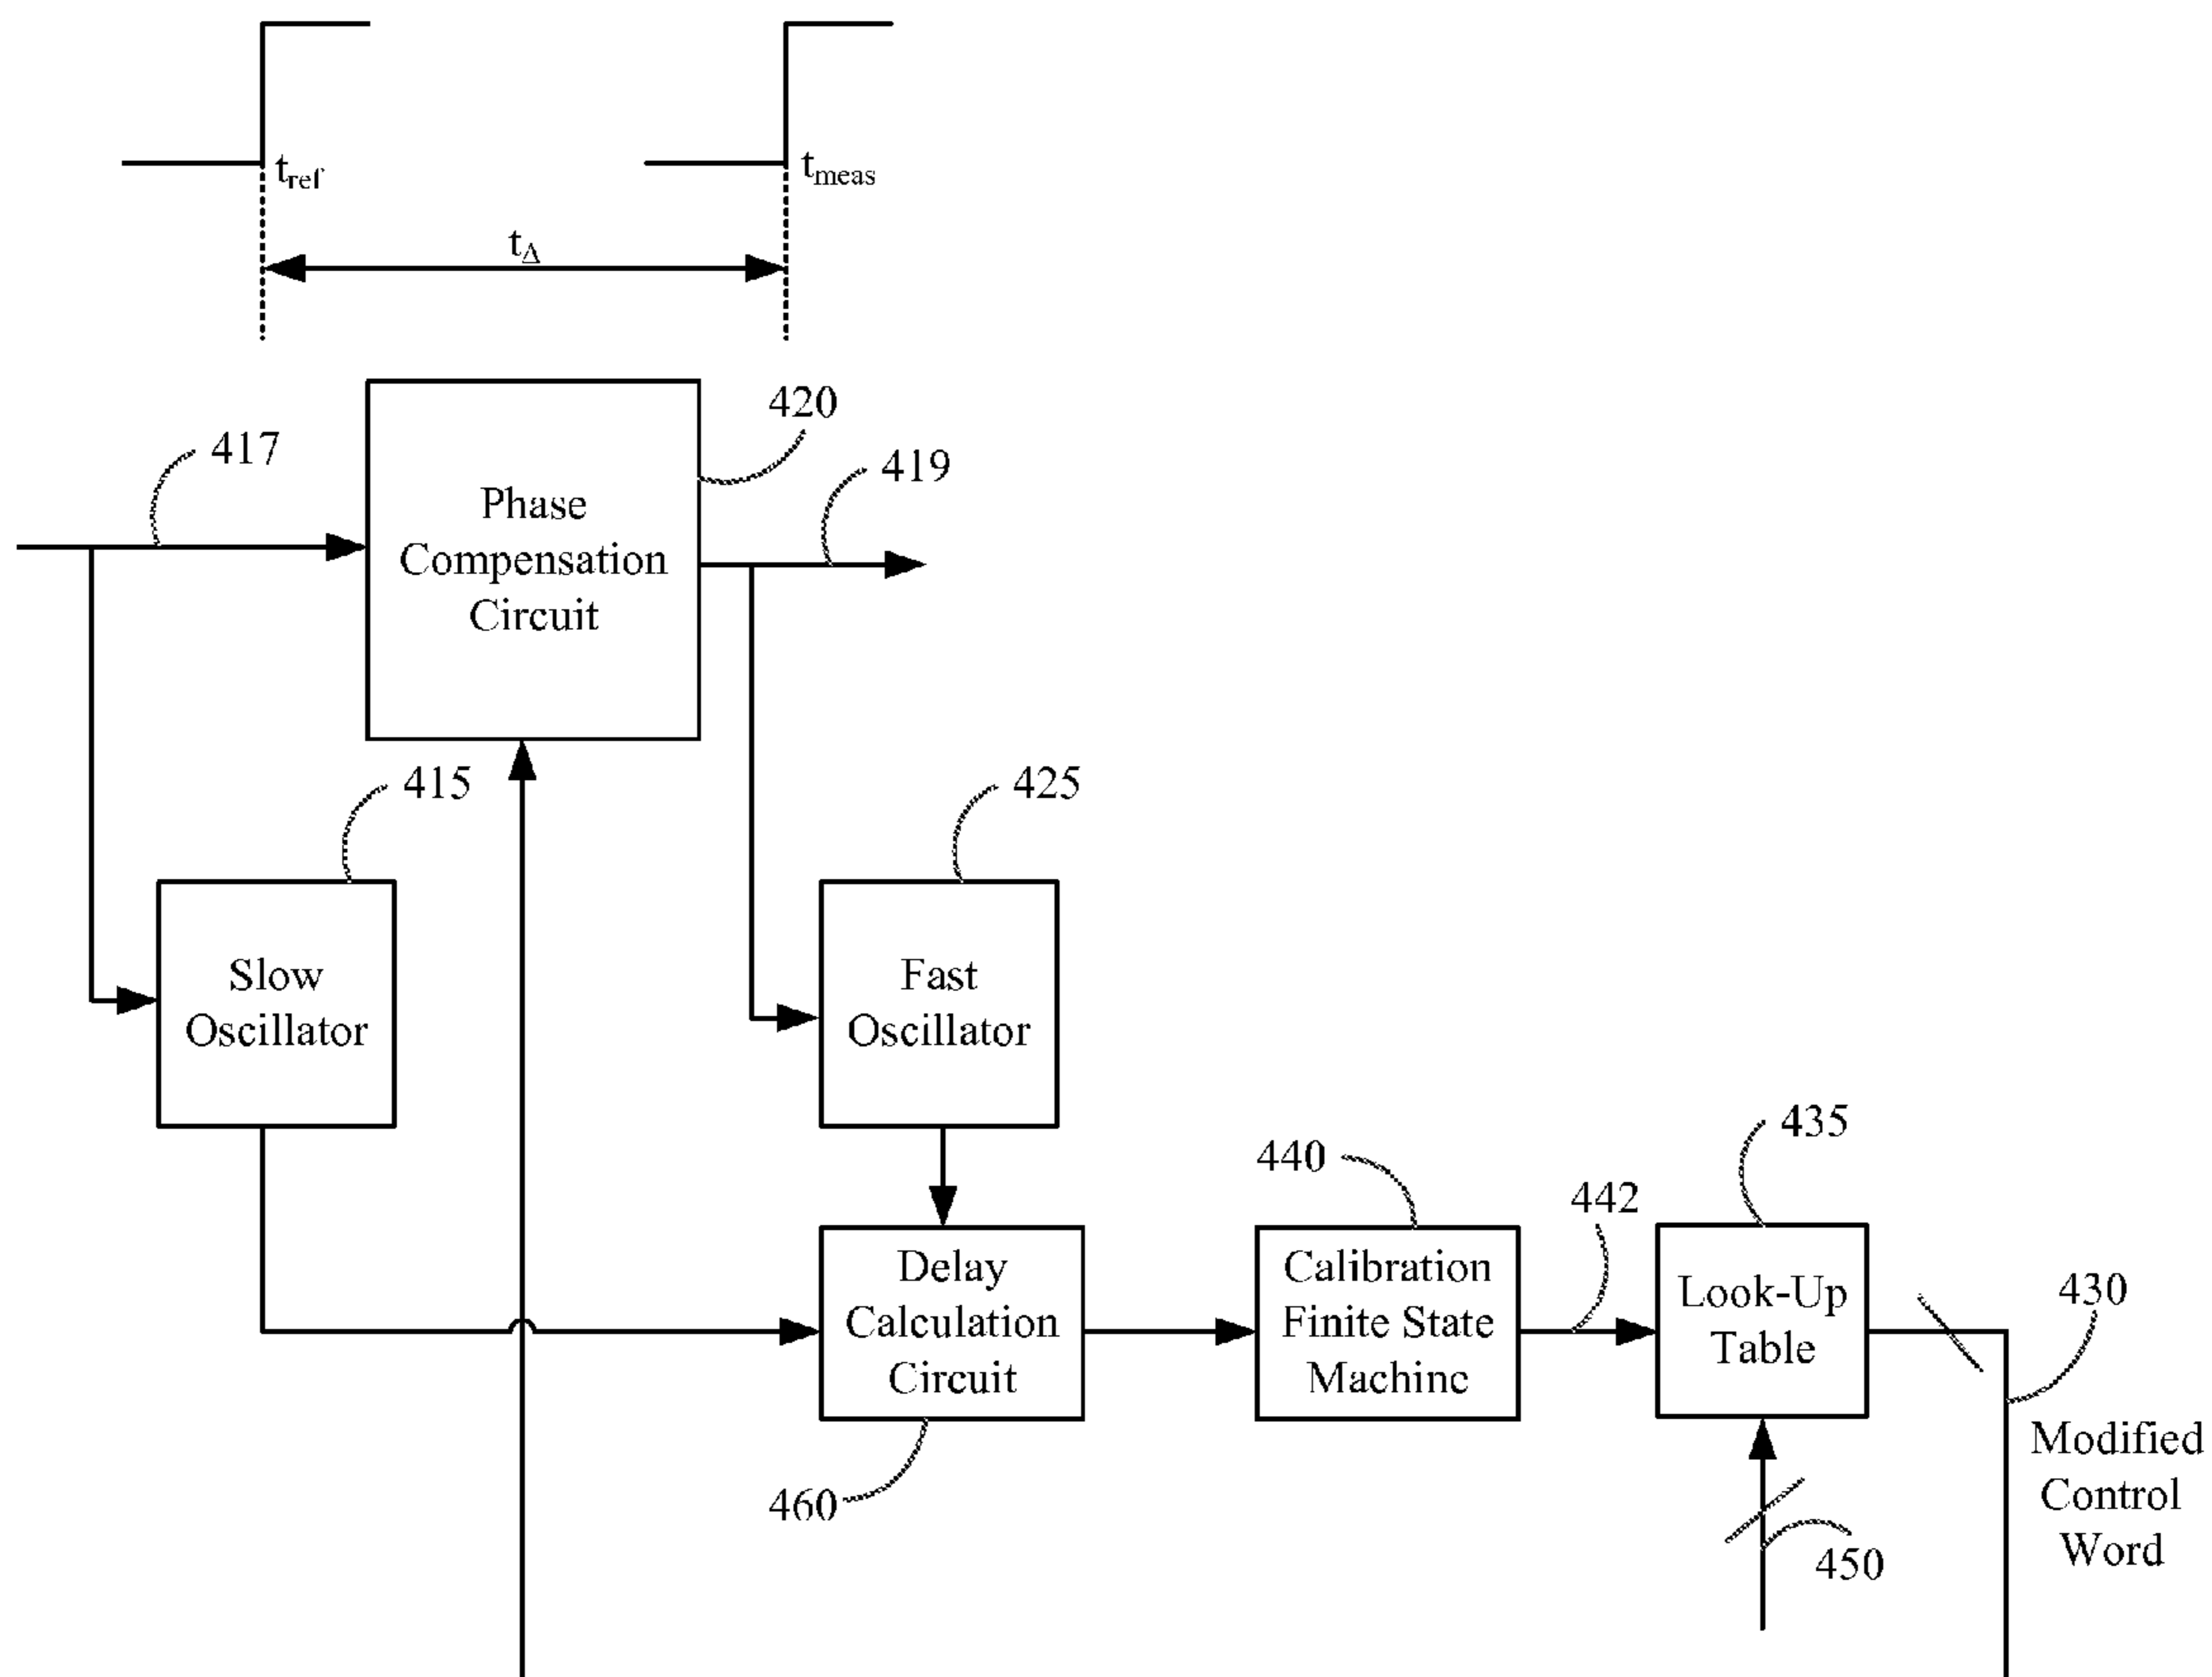 t_ref
t_meas
t_Δ
420
417
419
Phase
Compensation
Circuit
415
425
Slow
Oscillator
Fast
Oscillator
435
440
442
430
Delay
Calculation
Circuit
Calibration
Finite State
Machine
Look-Up
Table
Modified
Control
Word
460
450